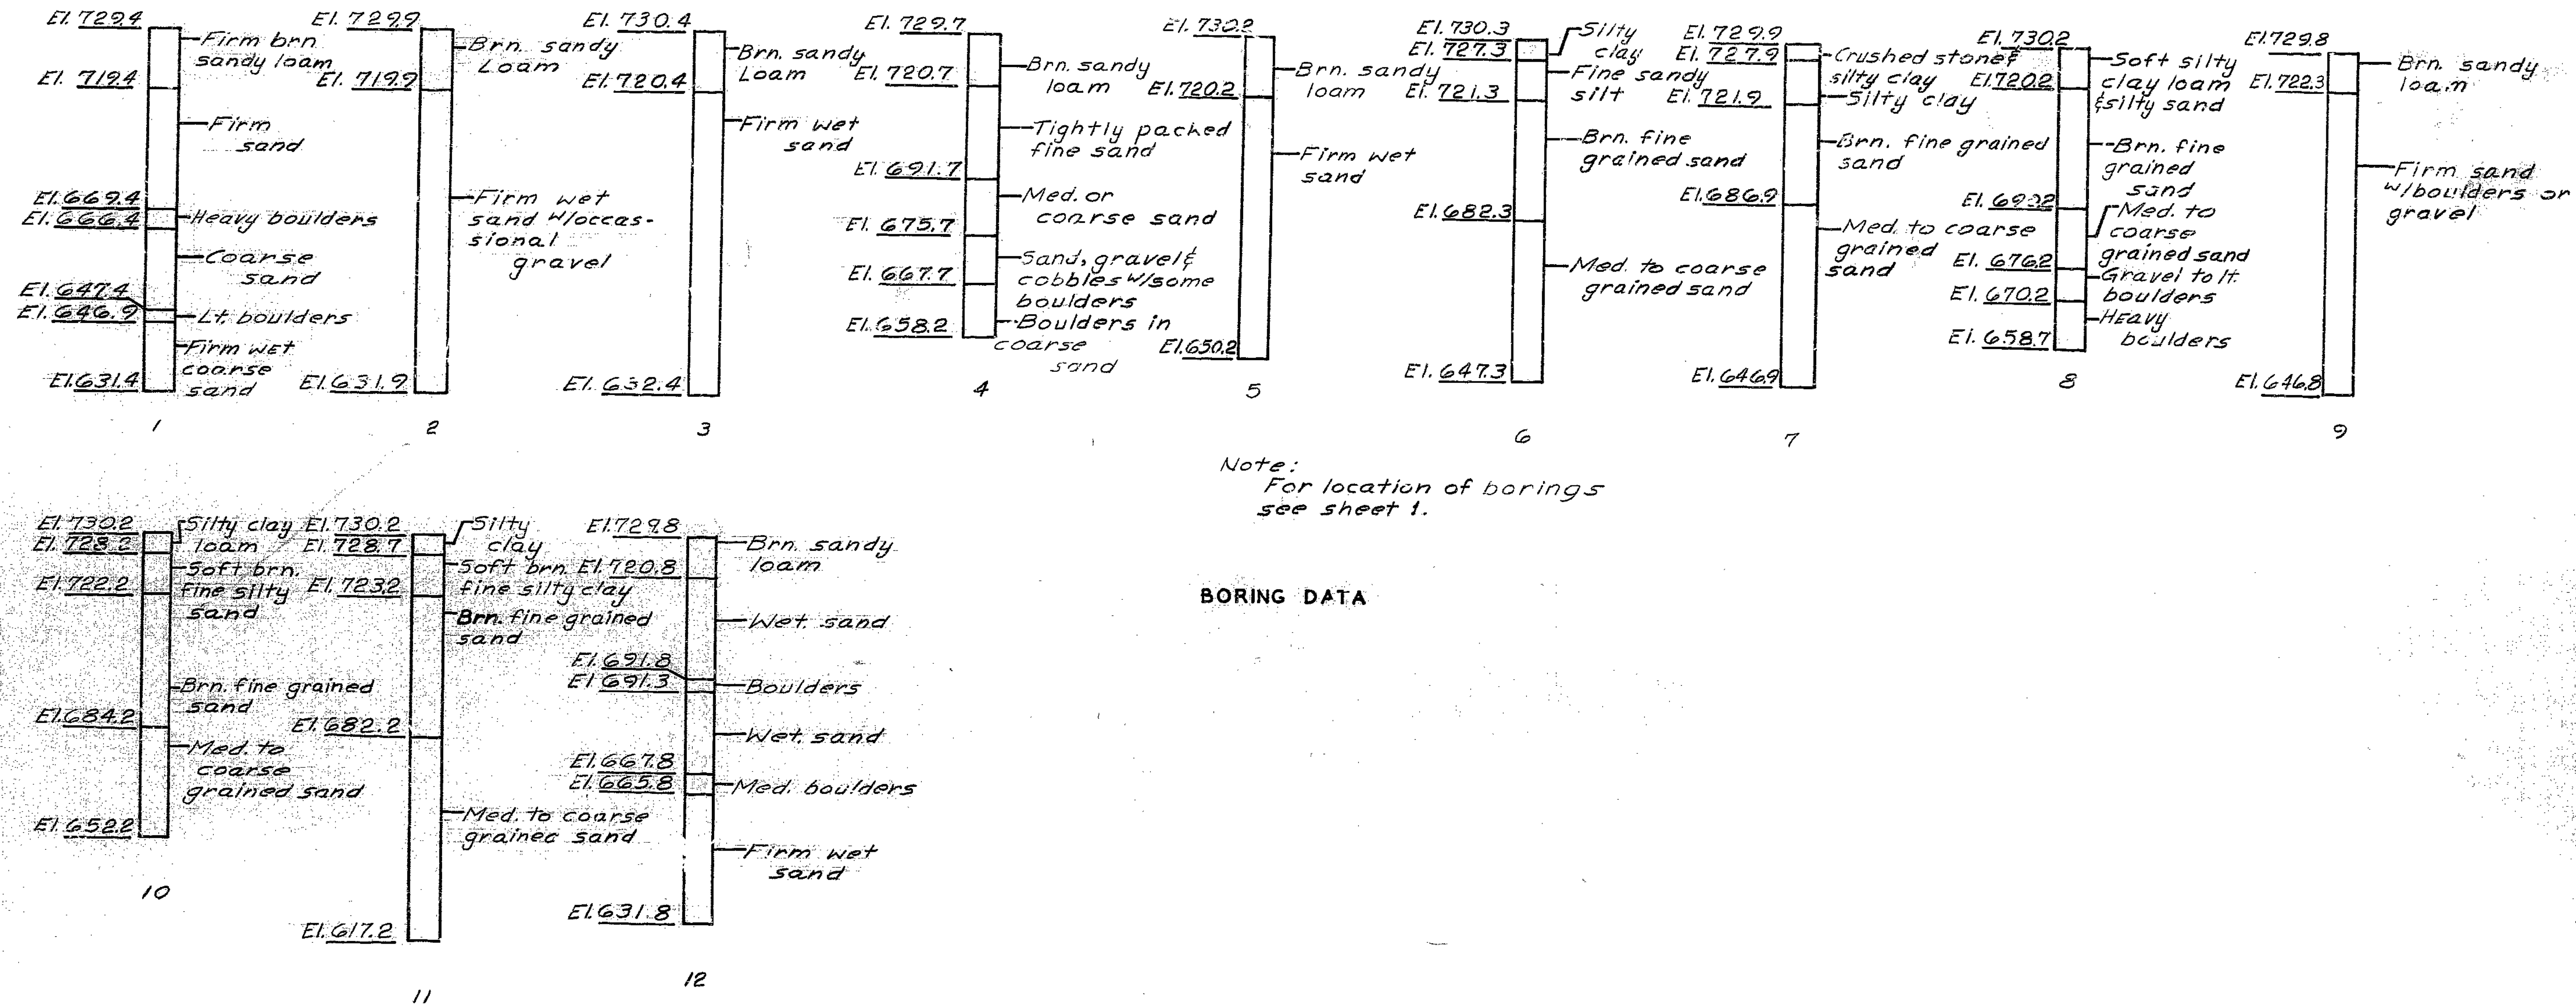 El. 729.4
Firm brn
sandy loam
El. 719.4
Firm
sand
El. 669.4
El. 666.4
Heavy boulders
Coarse
sand
El. 647.4
El. 646.9
Lt. boulders
Firm wet
coarse
sand
El. 631.4
1
El. 729.9
Brn. sandy
Loam
El. 719.9
Firm wet
sand w/occas-
sional
gravel
El. 631.9
2
El. 730.4
Brn. sandy
Loam
El. 720.4
Firm wet
sand
El. 632.4
3
El. 729.7
Brn. sandy
loam
El. 720.7
Tightly packed
fine sand
El. 691.7
Med. or
coarse sand
El. 675.7
Sand, gravel &
cobbles w/some
boulders
El. 667.7
Boulders in
coarse
sand
El. 658.2
4
El. 730.2
Brn. sandy
loam
El. 720.2
Firm wet
sand
El. 650.2
5
El. 730.3
Silty
clay
El. 727.3
Fine sandy
silt
El. 721.3
Brn. fine
grained sand
El. 682.3
Med. to coarse
grained sand
El. 647.3
6
El. 729.9
El. 727.9
Crushed stone &
silty clay
Silty clay
El. 721.9
Brn. fine grained
sand
El. 686.9
Med. to coarse
grained
sand
El. 646.9
7
El. 730.2
Soft silty
clay loam
& silty sand
El. 720.2
Brn. fine
grained
sand
El.
Med. to
coarse
grained sand
El. 676.2
Gravel to lt.
boulders
El. 670.2
Heavy
boulders
El. 658.7
8
El. 729.8
Brn. sandy
loam
El. 722.3
Firm sand
w/boulders or
gravel
El. 646.8
9
Note:
For location of borings
see sheet 1.
El. 730.2
Silty clay
loam
El. 728.2
Soft brn.
fine silty
sand
El. 722.2
Brn. fine grained
sand
El. 684.2
Med. to
coarse
grained sand
El. 652.2
10
El. 730.2
Silty
clay
El. 728.7
Soft brn
fine silty clay
El. 723.2
Brn. fine grained
sand
El. 682.2
Med. to coarse
grained sand
El. 617.2
11
El. 729.8
Brn. sandy
loam
El. 720.8
Wet sand
El. 691.8
El. 691.3
Boulders
Wet sand
El. 667.8
El. 665.8
Med. boulders
Firm wet
sand
El. 631.8
12
BORING DATA